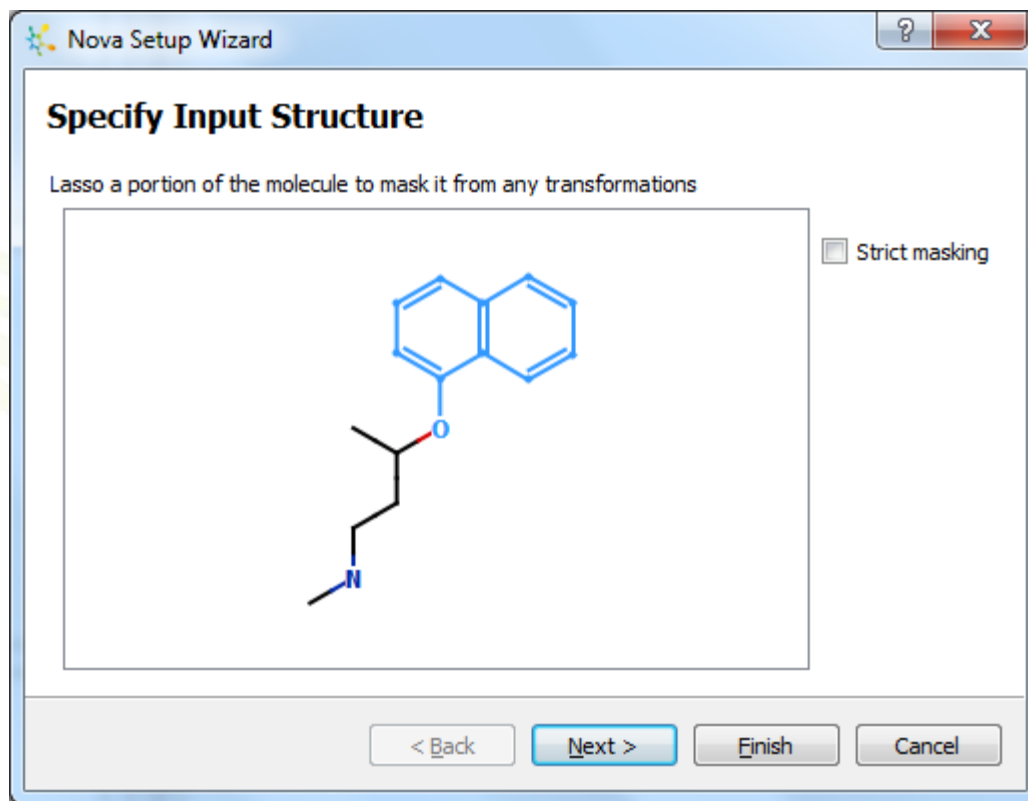 Nova Setup Wizard
Specify Input Structure
Lasso a portion of the molecule to mask it from any transformations
Strict masking
O
N
< Back Next > Finish Cancel